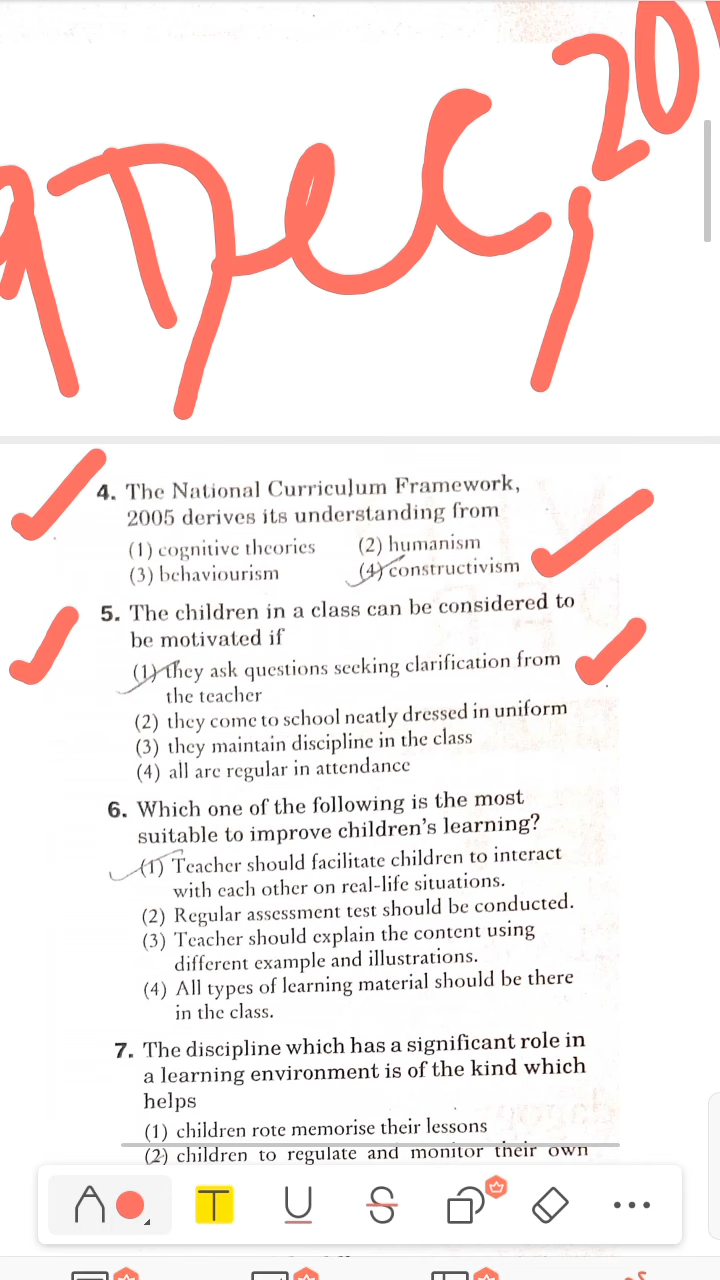 Dec, 20
4. The National Curriculum Framework,
2005 derives its understanding from
(1) cognitive theories (2) humanism
(3) behaviourism (4) constructivism
5. The children in a class can be considered to
be motivated if
(1) they ask questions seeking clarification from
the teacher
(2) they come to school neatly dressed in uniform
(3) they maintain discipline in the class
(4) all are regular in attendance
6. Which one of the following is the most
suitable to improve children's learning?
(1) Teacher should facilitate children to interact
with each other on real-life situations.
(2) Regular assessment test should be conducted.
(3) Teacher should explain the content using
different example and illustrations.
(4) All types of learning material should be there
in the class.
7. The discipline which has a significant role in
a learning environment is of the kind which
helps
(1) children rote memorise their lessons
(2) children to regulate and monitor their own
T U S